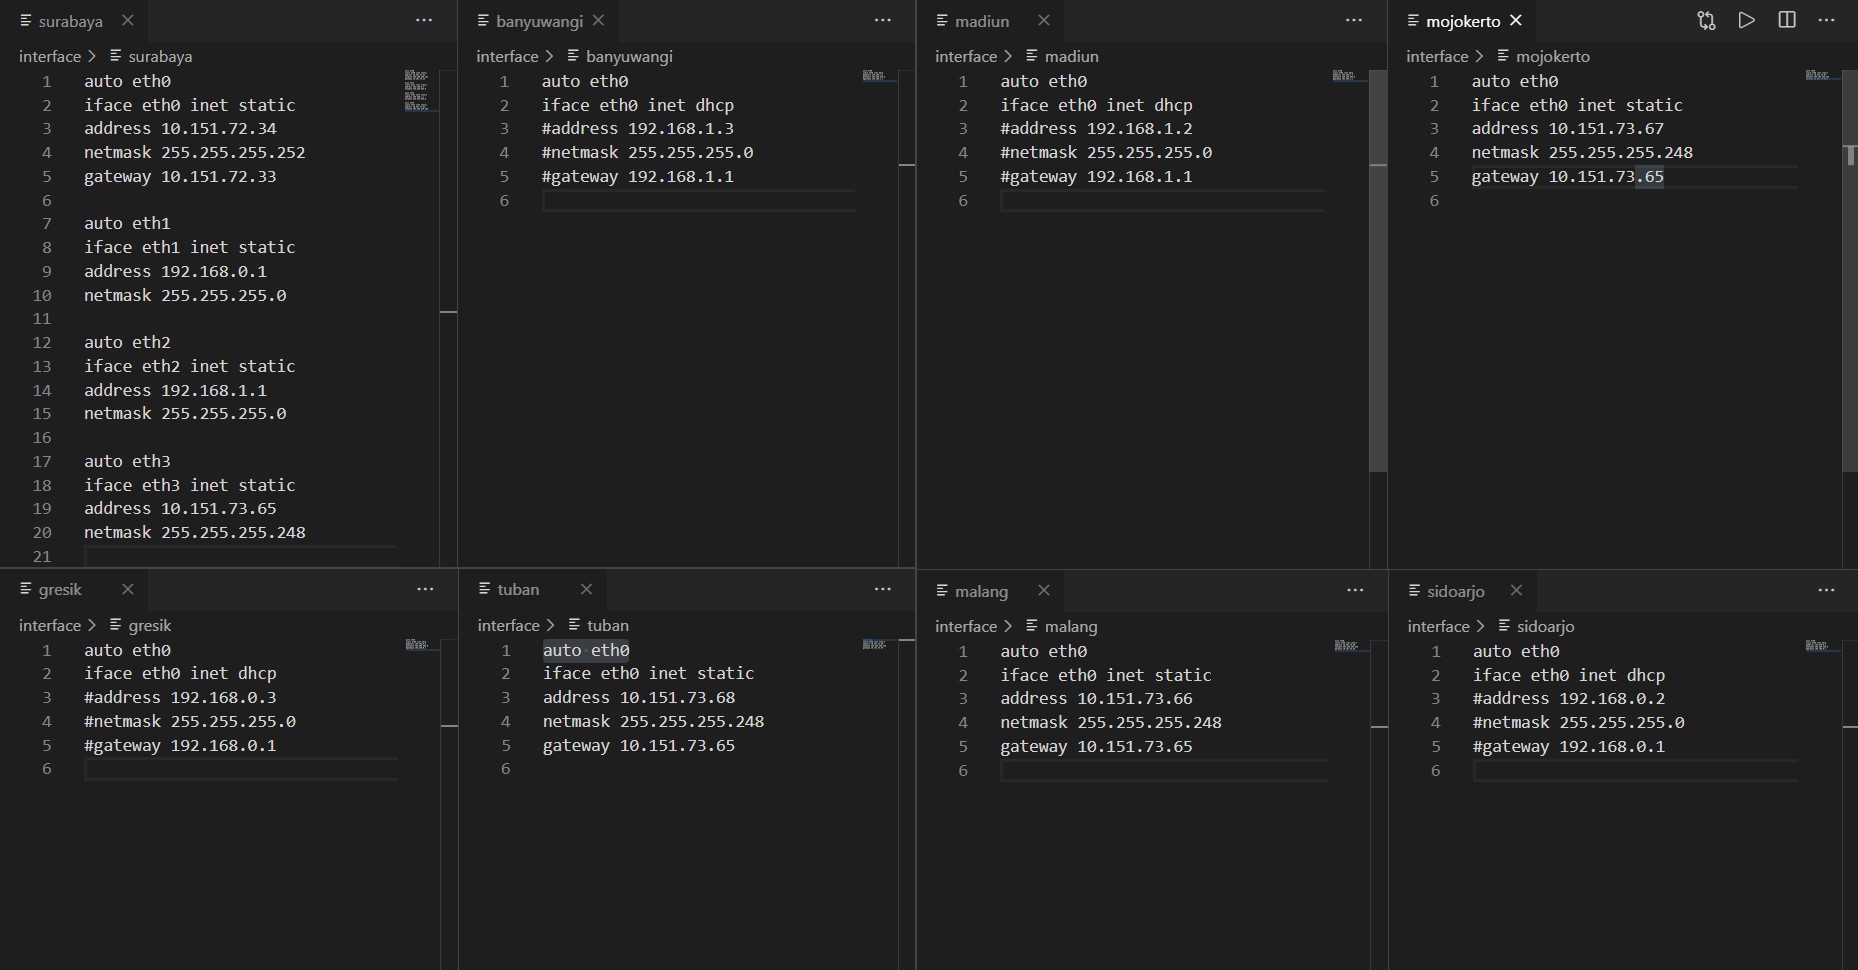 surabaya
interface > surabaya
1 auto eth0
2 iface eth0 inet static
3 address 10.151.72.34
4 netmask 255.255.255.252
5 gateway 10.151.72.33
6
7 auto eth1
8 iface eth1 inet static
9 address 192.168.0.1
10 netmask 255.255.255.0
11
12 auto eth2
13 iface eth2 inet static
14 address 192.168.1.1
15 netmask 255.255.255.0
16
17 auto eth3
18 iface eth3 inet static
19 address 10.151.73.65
20 netmask 255.255.255.248
21
banyuwangi
interface > banyuwangi
1 auto eth0
2 iface eth0 inet dhcp
3 #address 192.168.1.3
4 #netmask 255.255.255.0
5 #gateway 192.168.1.1
6
madiun
interface > madiun
1 auto eth0
2 iface eth0 inet dhcp
3 #address 192.168.1.2
4 #netmask 255.255.255.0
5 #gateway 192.168.1.1
6
mojokerto
interface > mojokerto
1 auto eth0
2 iface eth0 inet static
3 address 10.151.73.67
4 netmask 255.255.255.248
5 gateway 10.151.73.65
6
gresik
interface > gresik
1 auto eth0
2 iface eth0 inet dhcp
3 #address 192.168.0.3
4 #netmask 255.255.255.0
5 #gateway 192.168.0.1
6
tuban
interface > tuban
1 auto eth0
2 iface eth0 inet static
3 address 10.151.73.68
4 netmask 255.255.255.248
5 gateway 10.151.73.65
6
malang
interface > malang
1 auto eth0
2 iface eth0 inet static
3 address 10.151.73.66
4 netmask 255.255.255.248
5 gateway 10.151.73.65
6
sidoarjo
interface > sidoarjo
1 auto eth0
2 iface eth0 inet dhcp
3 #address 192.168.0.2
4 #netmask 255.255.255.0
5 #gateway 192.168.0.1
6